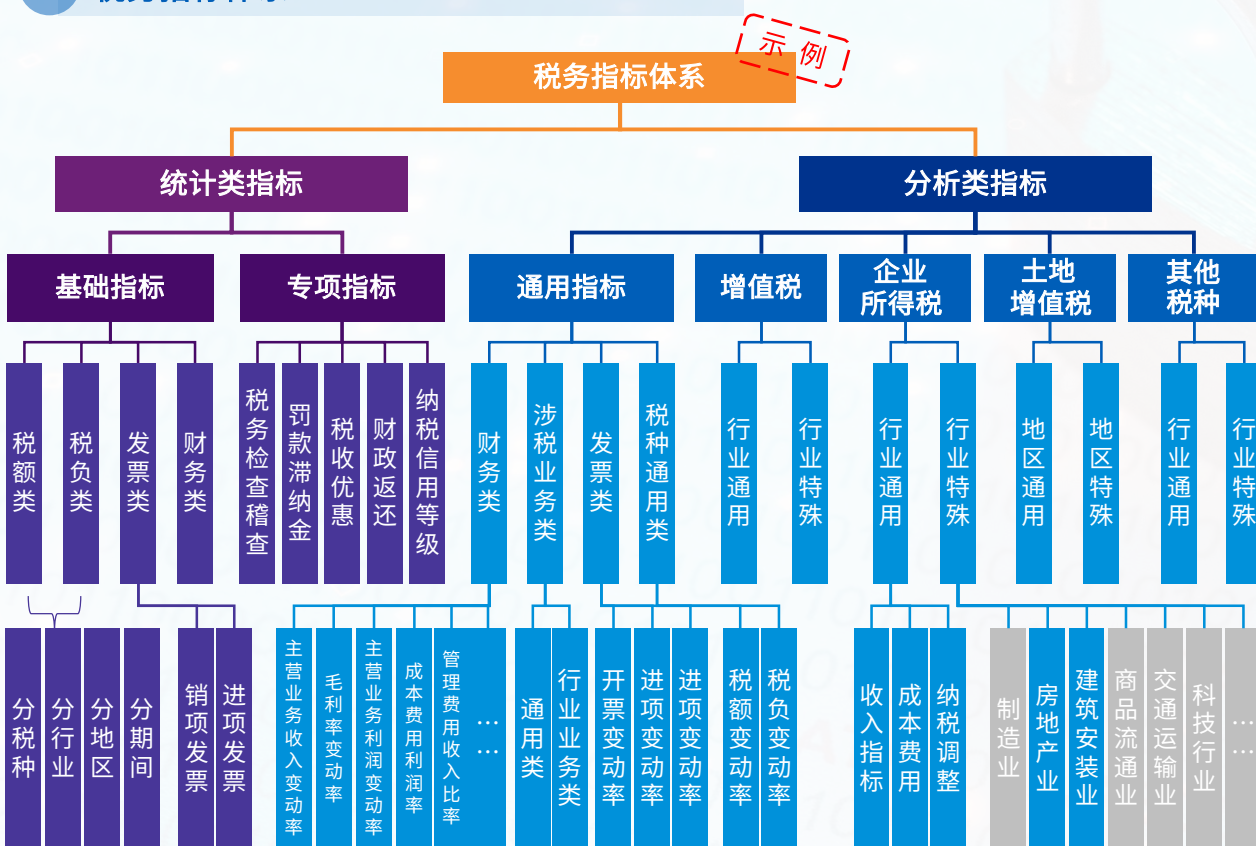 税务指标体系
示例
税务指标体系
统计类指标
分析类指标
基础指标
专项指标
通用指标
增值税
企业
所得税
土地
增值税
其他
税种
税额类
税负类
发票类
财务类
税务检查稽查
罚款滞纳金
税收优惠
财政返还
纳税信用等级
财务类
涉税业务类
发票类
税种通用类
行业通用
行业特殊
行业通用
行业特殊
地区通用
地区特殊
行业通用
行业特殊
分税种
分行业
分地区
分期间
销项发票
进项发票
主营业务收入变动率
毛利率变动率
主营业务利润变动率
成本费用利润率
管理费用收入比率
……
通用类
行业业务类
开票变动率
进项变动率
进项变动率
税额变动率
税负变动率
收入指标
成本费用
纳税调整
制造业
房地产业
建筑安装业
商品流通业
交通运输业
科技行业
……